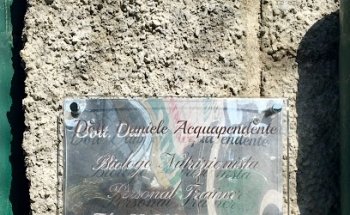 Dott. Daniele Acquapendente
Biologo Nutrizionista
Personal Trainer